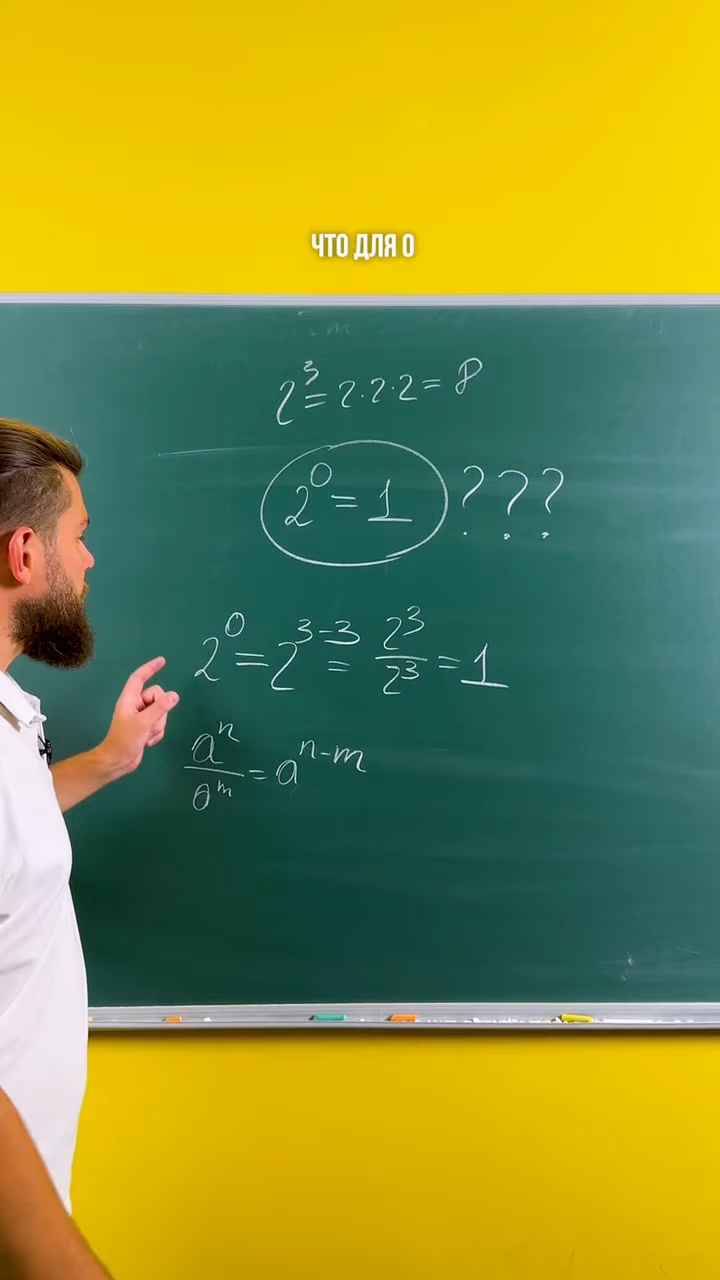 ЧТО ДЛЯ 0
2³ = 2·2·2 = 8
2⁰ = 1 ???
2⁰ = 2³⁻³ = 2³/2³ = 1
aⁿ/aᵐ = aⁿ⁻ᵐ